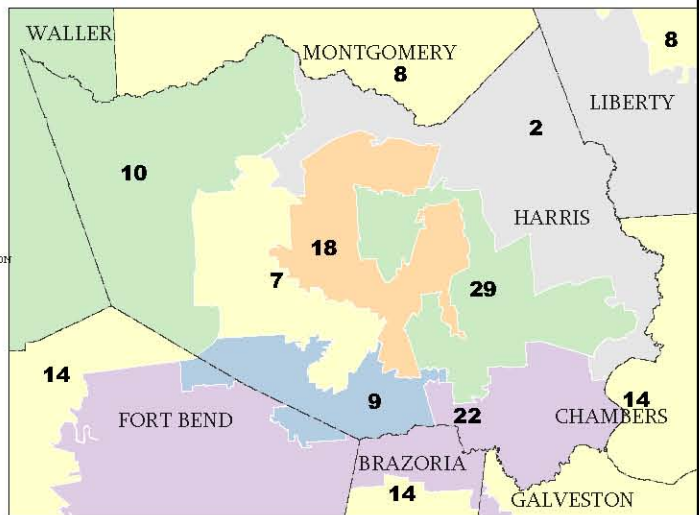 WALLER
MONTGOMERY
8
8
LIBERTY
2
10
HARRIS
18
7
29
ON
14
14
9
22
CHAMBERS
FORT BEND
BRAZORIA
14
GALVESTON